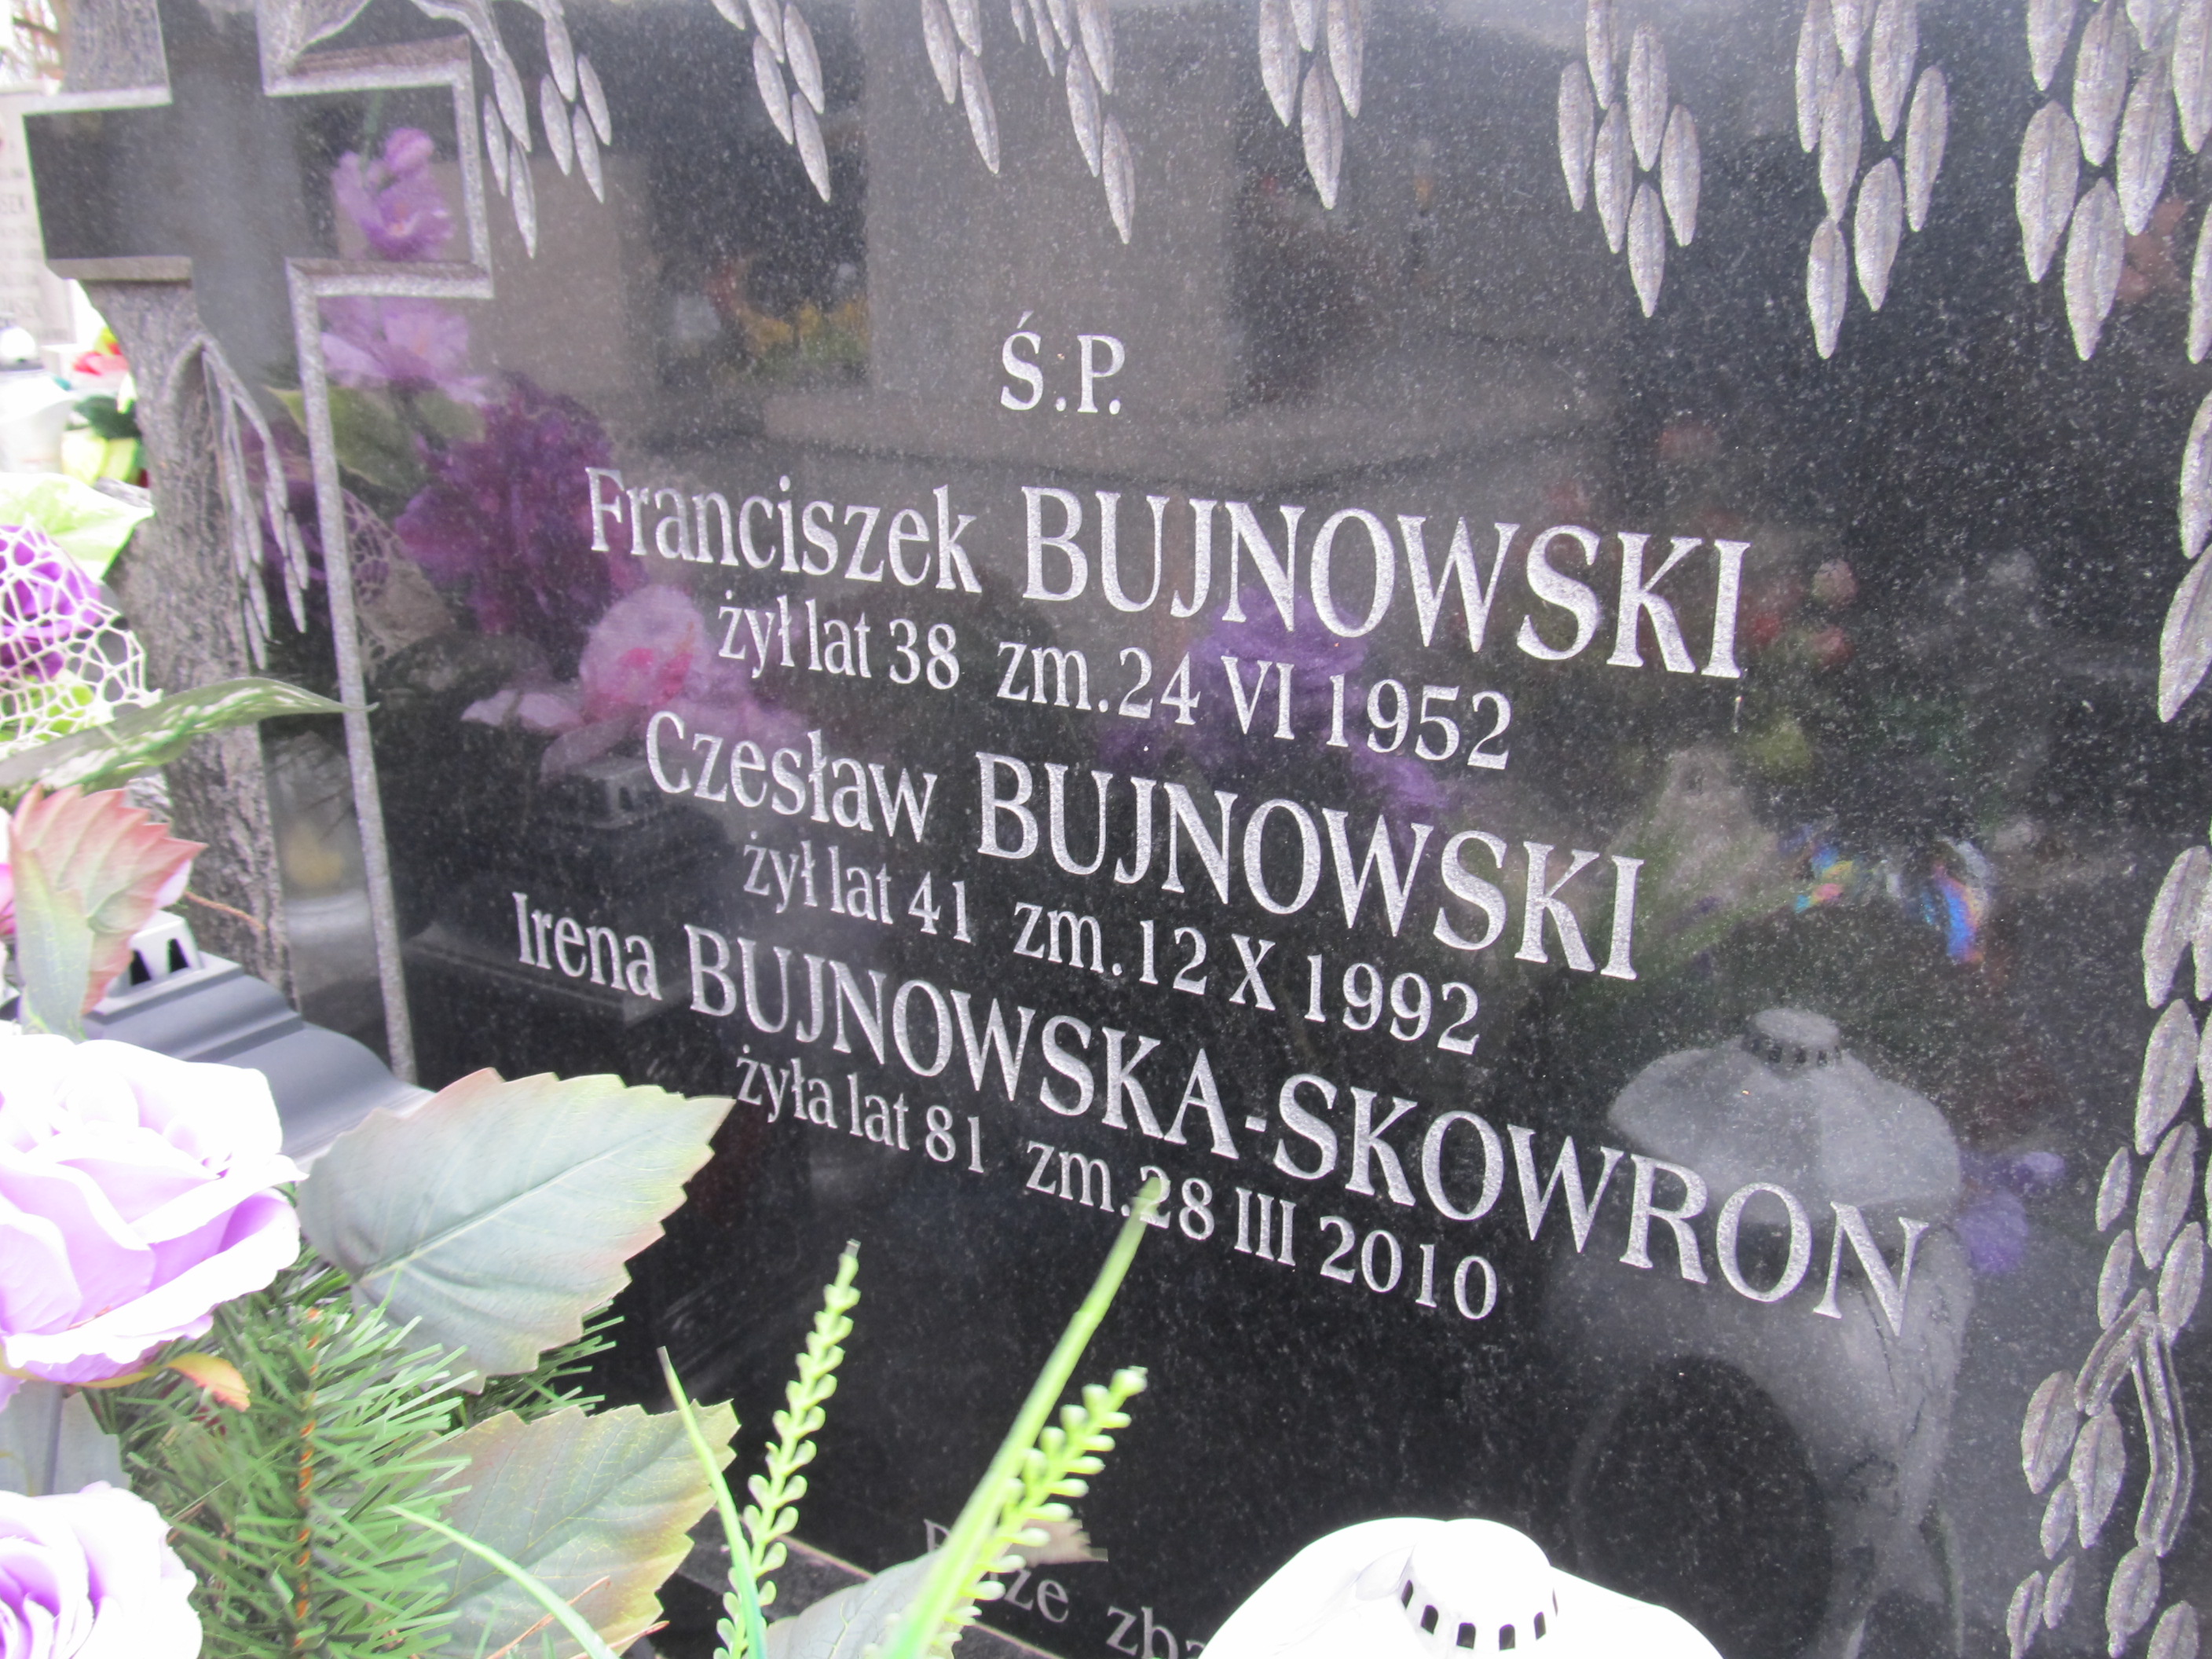 Ś.P.
Franciszek BUJNOWSKI
żył lat 38 zm.24 VI 1952
Czesław BUJNOWSKI
żył lat 41 zm.12 X 1992
Irena BUJNOWSKA-SKOWRON
żyła lat 81 zm.28 III 2010